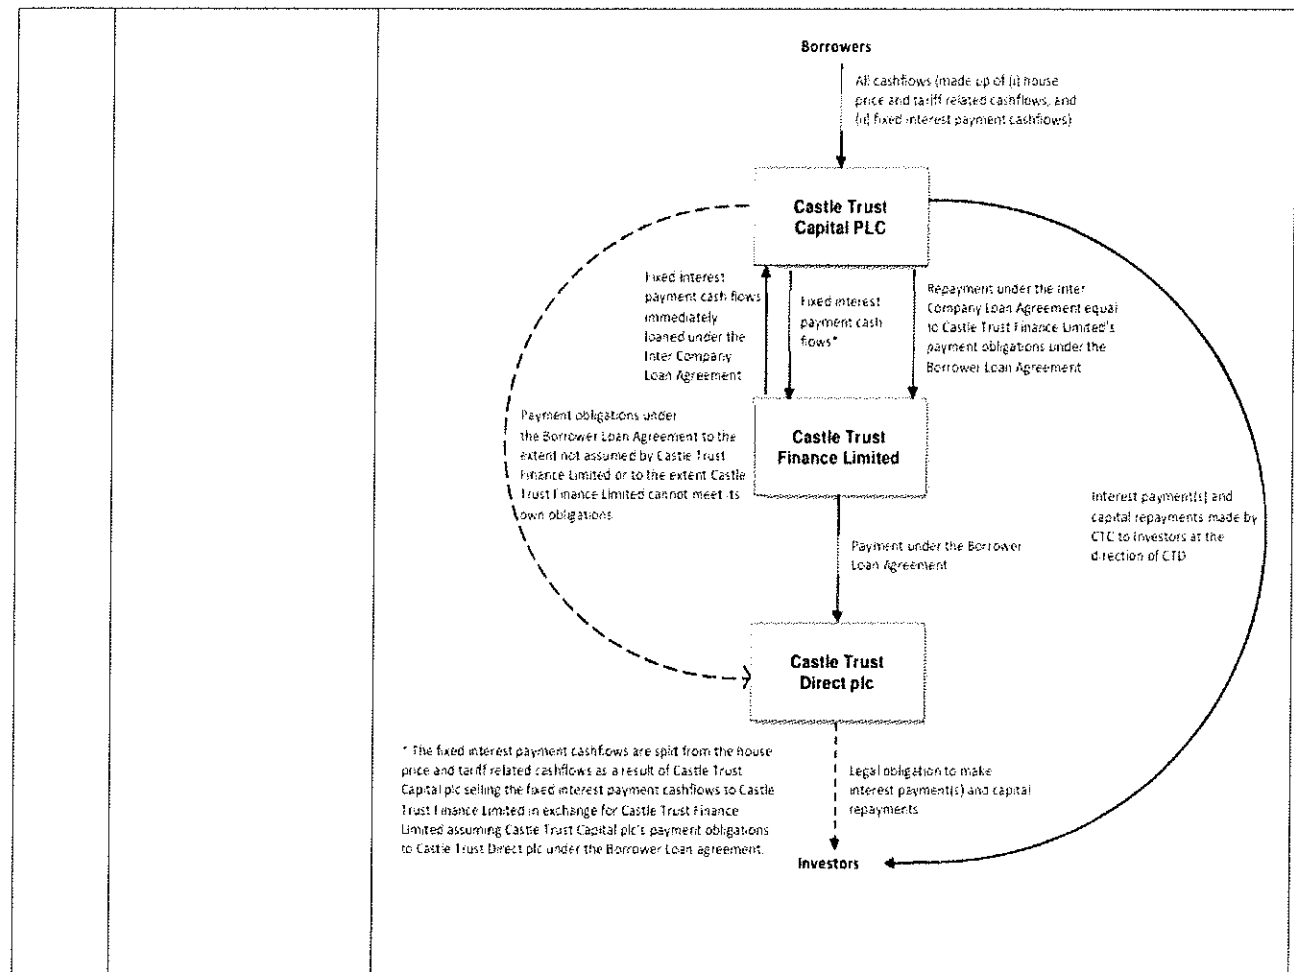 Borrowers
All cashflows (made up of (i) house
price and tariff related cashflows, and
(ii) fixed interest payment cashflows)
Castle Trust
Capital PLC
Fixed interest
payment cash flows
immediately
loaned under the
Inter Company
Loan Agreement
Fixed interest
payment cash
flows*
Repayment under the Inter
Company Loan Agreement equal
to Castle Trust Finance Limited's
payment obligations under the
Borrower Loan Agreement
Payment obligations under
the Borrower Loan Agreement to the
extent not assumed by Castle Trust
Finance Limited or to the extent Castle
Trust Finance Limited cannot meet its
own obligations
Castle Trust
Finance Limited
Interest payment(s) and
capital repayments made by
CTC to Investors at the
direction of CTD
Payment under the Borrower
Loan Agreement
Castle Trust
Direct plc
* The fixed interest payment cashflows are split from the house
price and tariff related cashflows as a result of Castle Trust
Capital plc selling the fixed interest payment cashflows to Castle
Trust Finance Limited in exchange for Castle Trust Finance
Limited assuming Castle Trust Capital plc's payment obligations
to Castle Trust Direct plc under the Borrower Loan agreement.
Legal obligation to make
interest payment(s) and capital
repayments
Investors